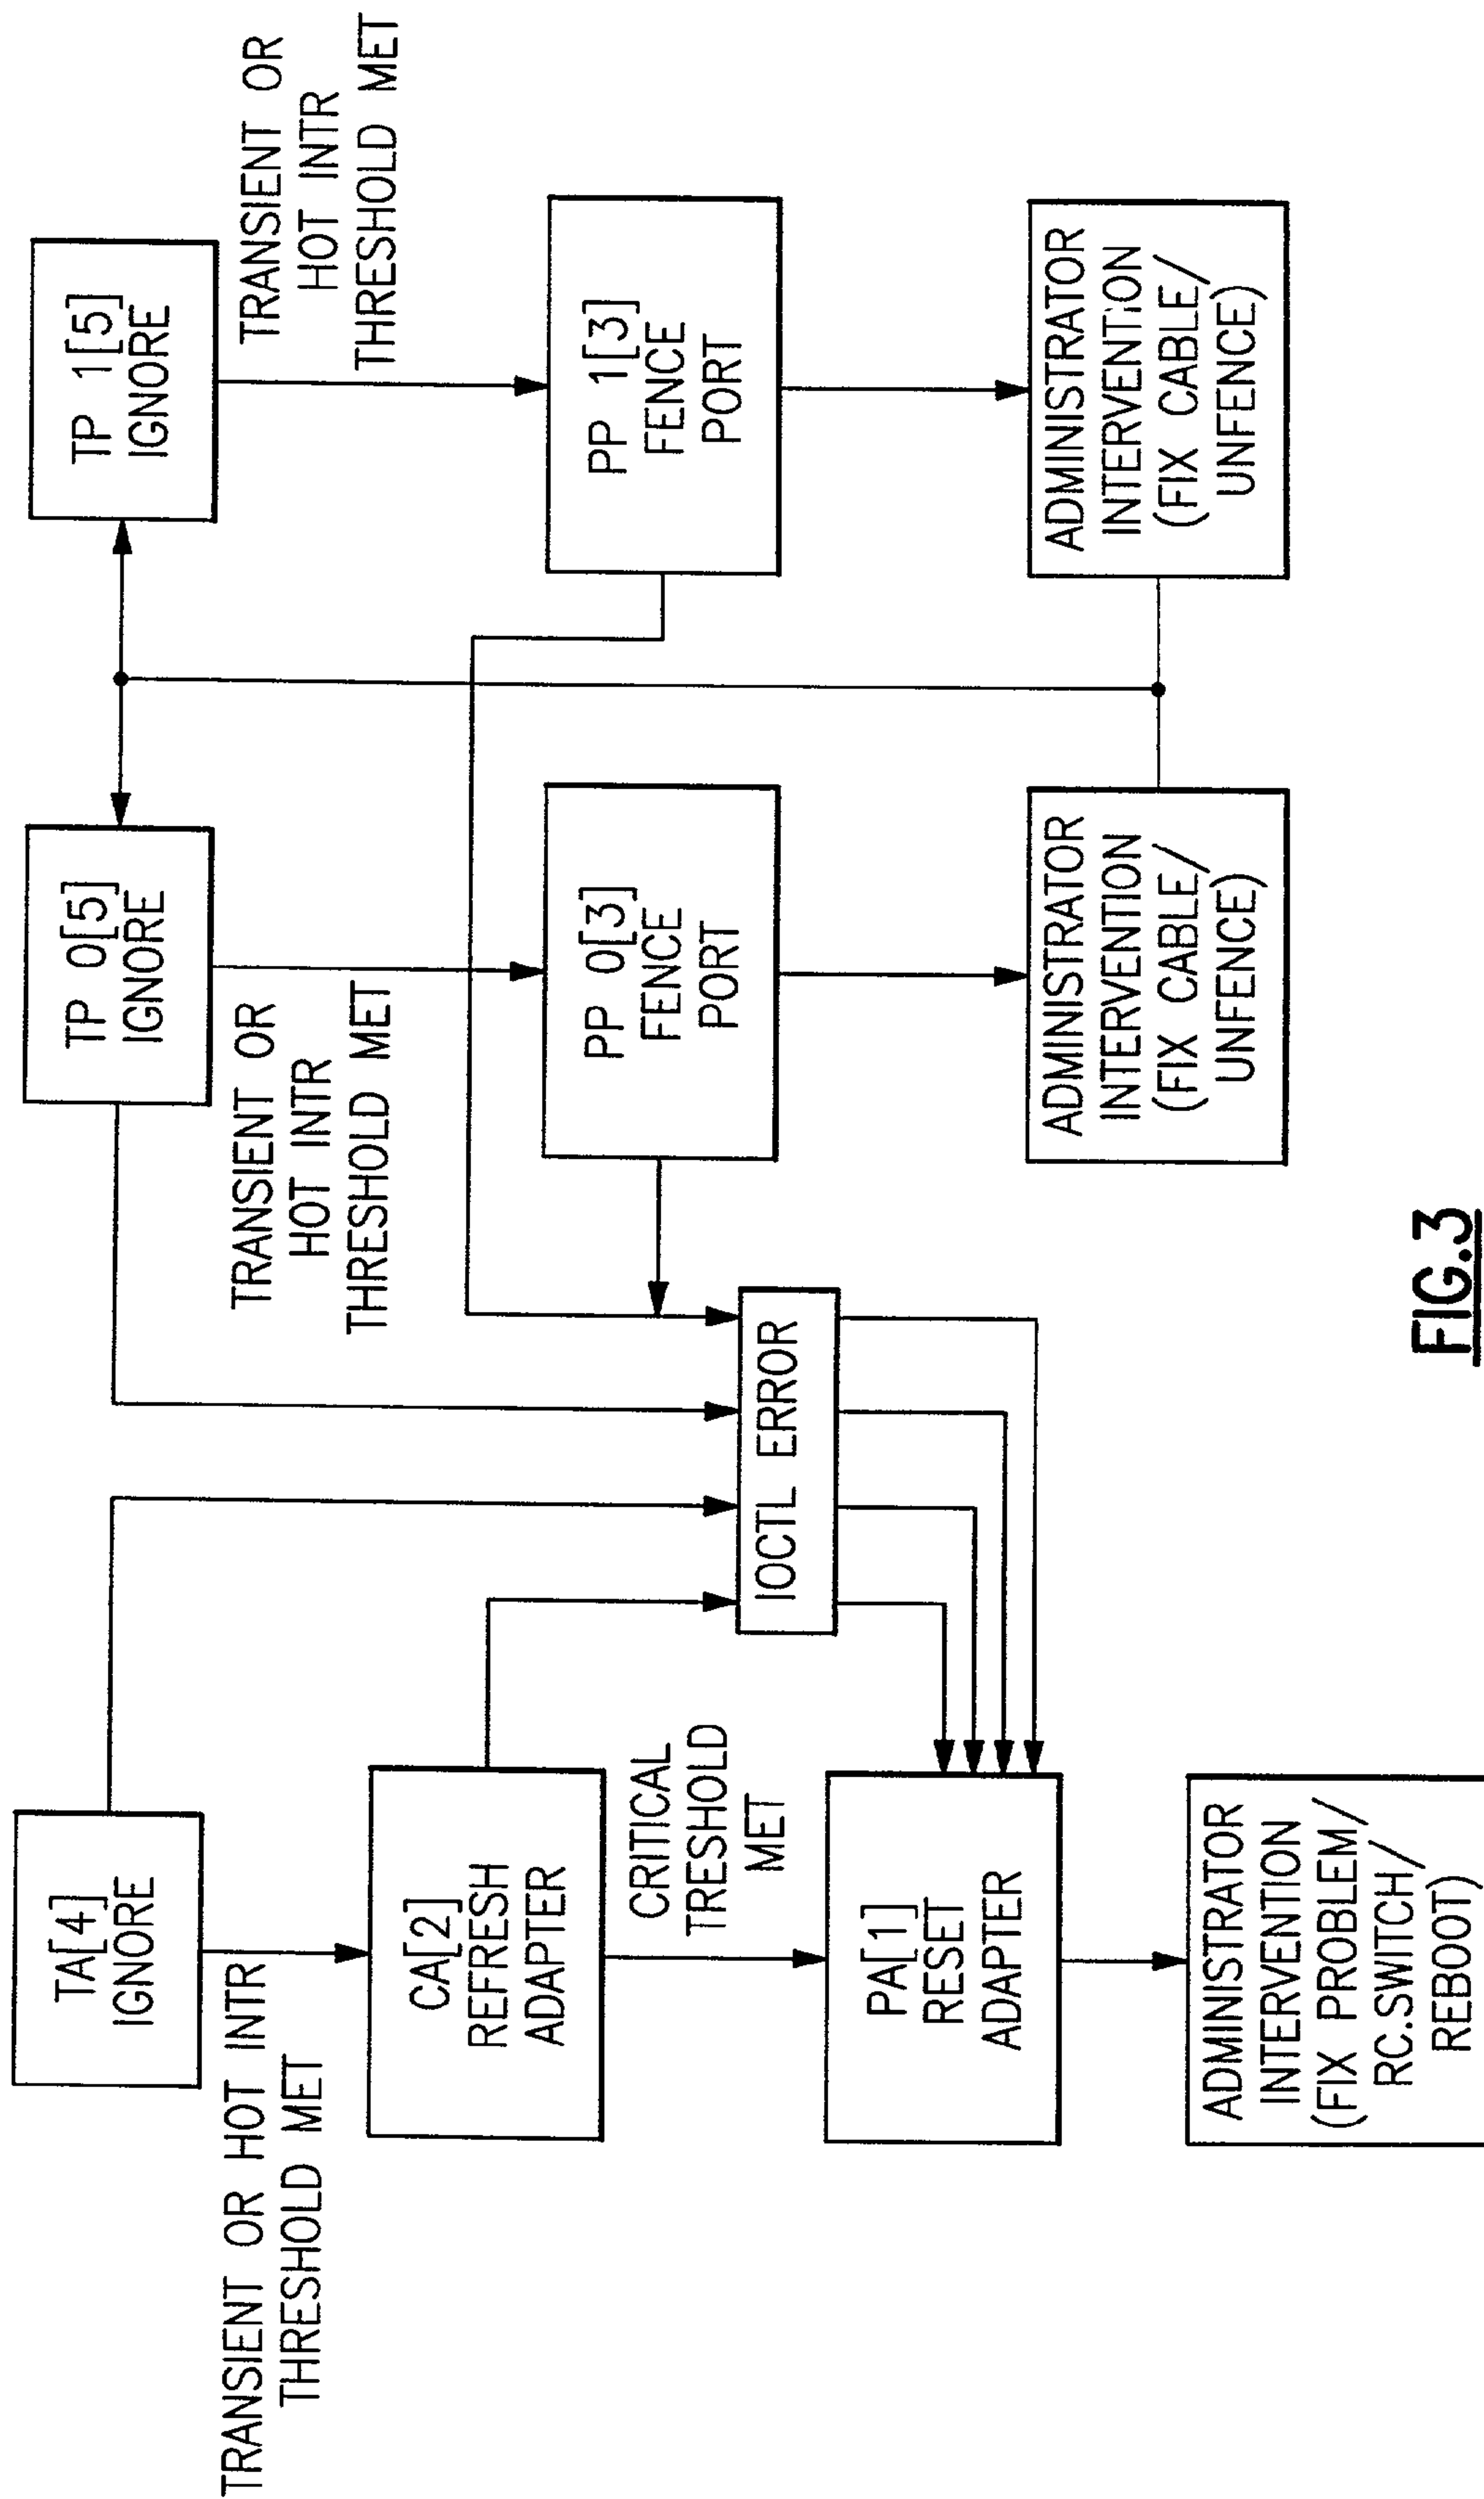 TA[4]
IGNORE
TRANSIENT OR HOT INTR
THRESHOLD MET
CA[2]
REFRESH
ADAPTER
CRITICAL
TRESHOLD
MET
PA[1]
RESET
ADAPTER
ADMINISTRATOR
INTERVENTION
(FIX PROBLEM/
RC.SWITCH/
REBOOT)
IOCTL ERROR
TP 0[5]
IGNORE
TRANSIENT OR
HOT INTR
THRESHOLD MET
PP 0[3]
FENCE
PORT
ADMINISTRATOR
INTERVENTION
(FIX CABLE/
UNFENCE)
TP 1[5]
IGNORE
TRANSIENT OR
HOT INTR
THRESHOLD MET
PP 1[3]
FENCE
PORT
ADMINISTRATOR
INTERVENTION
(FIX CABLE/
UNFENCE)
FIG.3